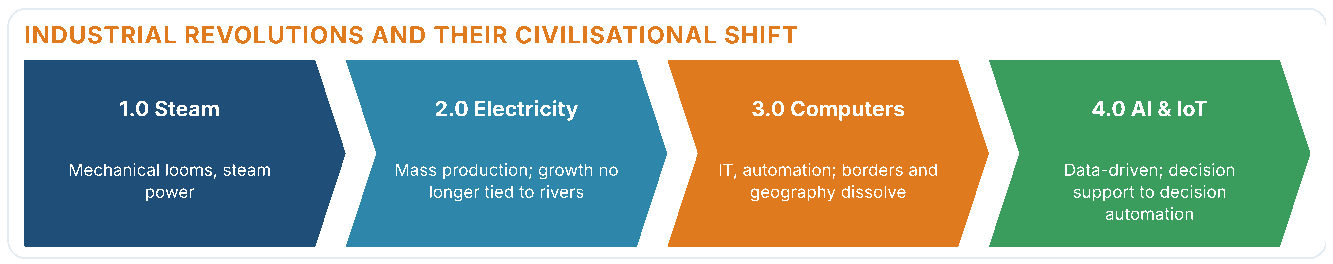 INDUSTRIAL REVOLUTIONS AND THEIR CIVILISATIONAL SHIFT
1.0 Steam
Mechanical looms, steam
power
2.0 Electricity
Mass production; growth no
longer tied to rivers
3.0 Computers
IT, automation; borders and
geography dissolve
4.0 AI & IoT
Data-driven; decision
support to decision
automation